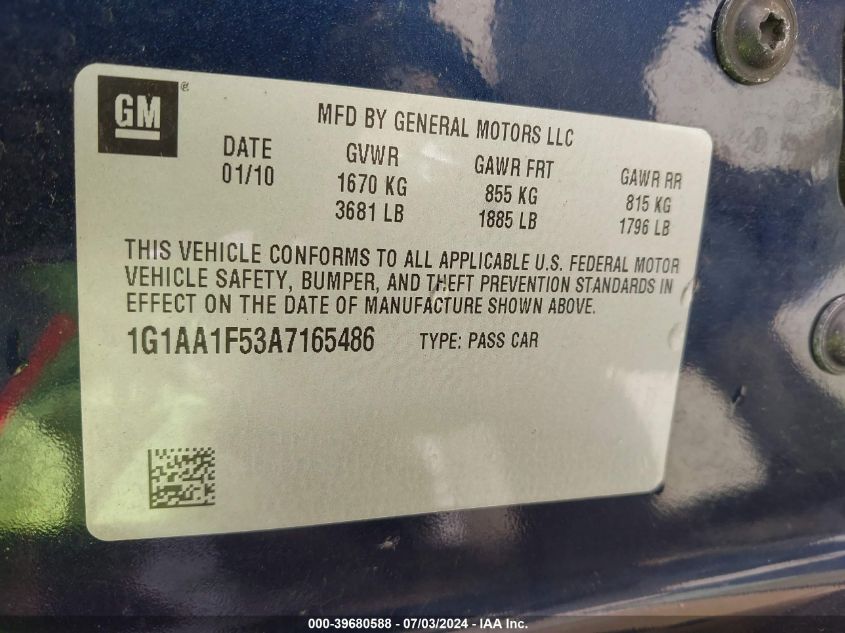 GM®
MFD BY GENERAL MOTORS LLC
DATE GVWR GAWR FRT GAWR RR
01/10 1670 KG 855 KG 815 KG
3681 LB 1885 LB 1796 LB
THIS VEHICLE CONFORMS TO ALL APPLICABLE U.S. FEDERAL MOTOR
VEHICLE SAFETY, BUMPER, AND THEFT PREVENTION STANDARDS IN
EFFECT ON THE DATE OF MANUFACTURE SHOWN ABOVE.
1G1AA1F53A7165486 TYPE: PASS CAR
000-39680588 - 07/03/2024 - IAA Inc.